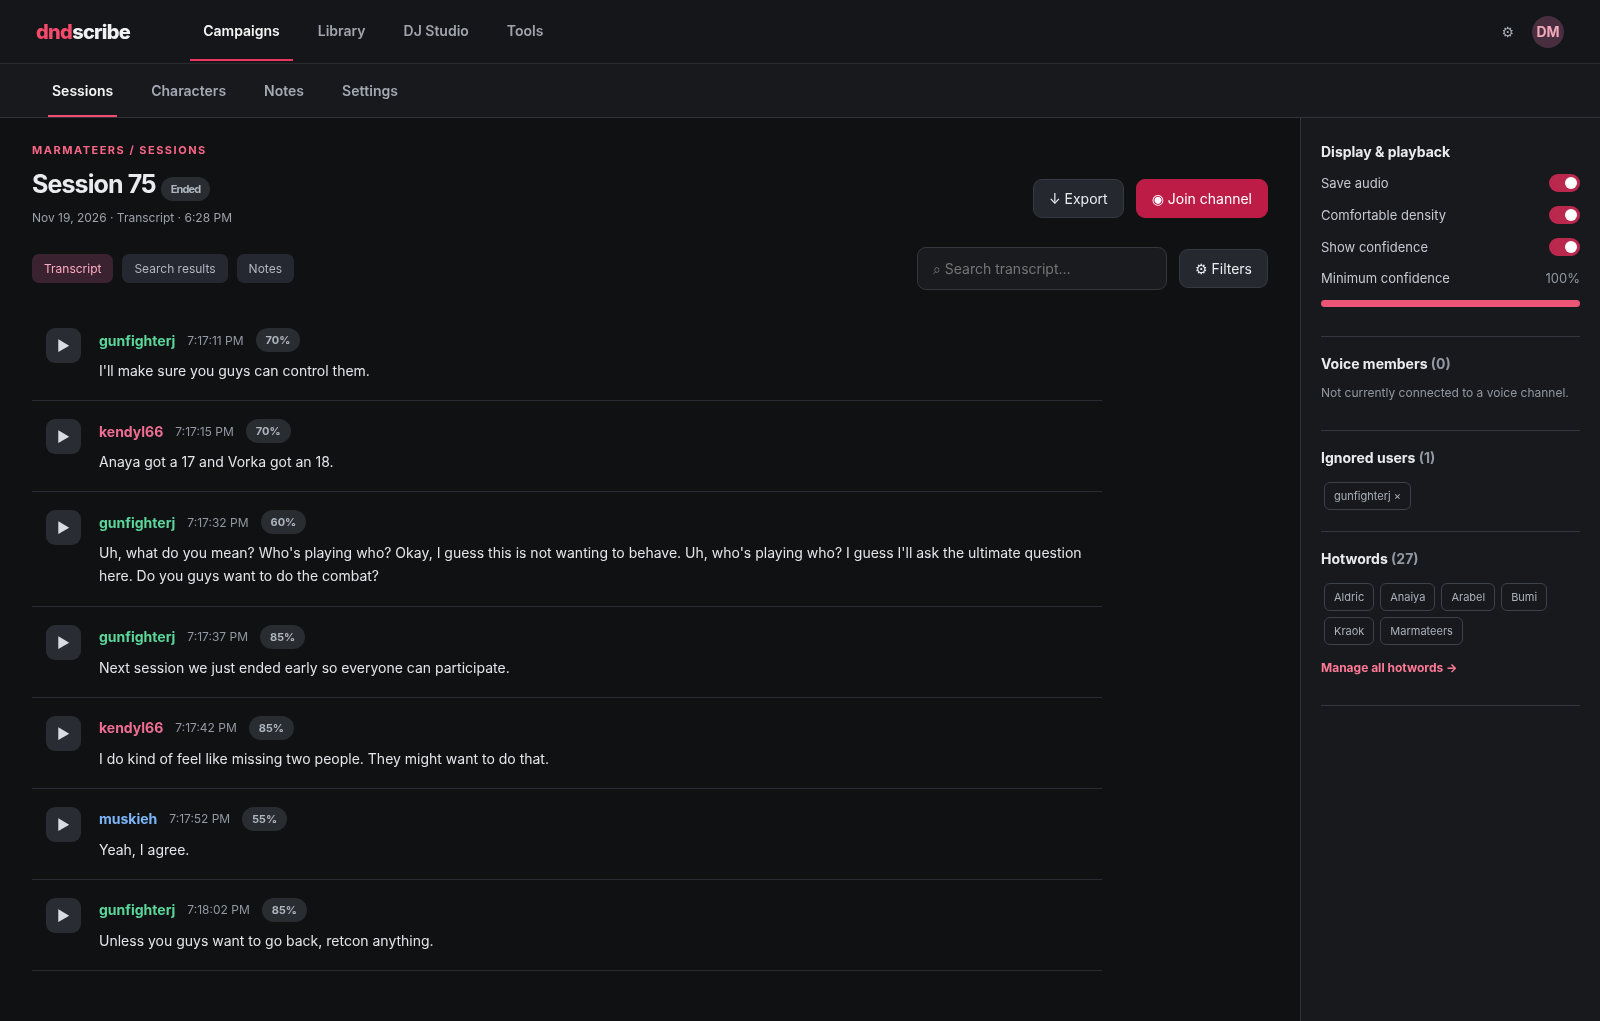 dndscribe
Campaigns
Library
DJ Studio
Tools
DM
Sessions
Characters
Notes
Settings
MARMATEERS / SESSIONS
Session 75 Ended
Nov 19, 2026 · Transcript · 6:28 PM
↓ Export
◉ Join channel
Transcript
Search results
Notes
Search transcript...
⚙ Filters
gunfighterj 7:17:11 PM 70%
I'll make sure you guys can control them.
kendyl66 7:17:15 PM 70%
Anaya got a 17 and Vorka got an 18.
gunfighterj 7:17:32 PM 60%
Uh, what do you mean? Who's playing who? Okay, I guess this is not wanting to behave. Uh, who's playing who? I guess I'll ask the ultimate question
here. Do you guys want to do the combat?
gunfighterj 7:17:37 PM 85%
Next session we just ended early so everyone can participate.
kendyl66 7:17:42 PM 85%
I do kind of feel like missing two people. They might want to do that.
muskieh 7:17:52 PM 55%
Yeah, I agree.
gunfighterj 7:18:02 PM 85%
Unless you guys want to go back, retcon anything.
Display & playback
Save audio
Comfortable density
Show confidence
Minimum confidence 100%
Voice members (0)
Not currently connected to a voice channel.
Ignored users (1)
gunfighterj ×
Hotwords (27)
Aldric Anaiya Arabel Bumi
Kraok Marmateers
Manage all hotwords →